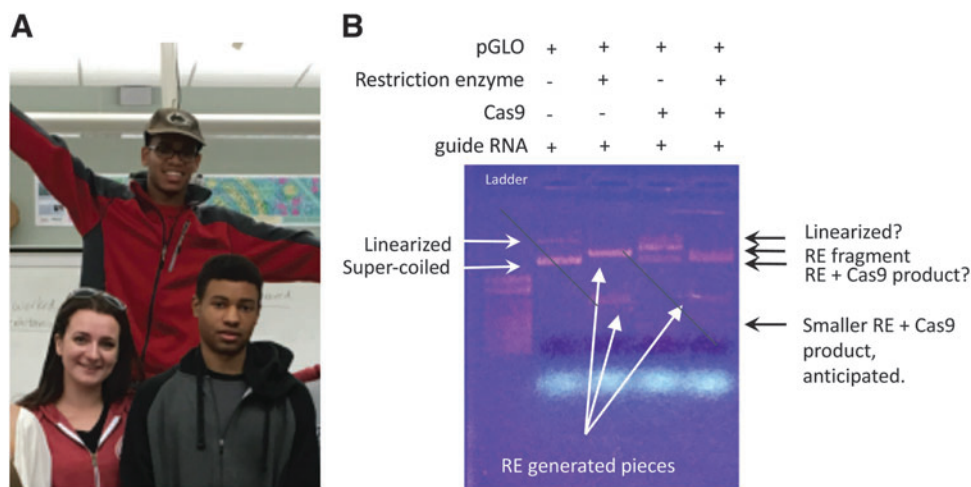 A
B
pGLO + + + +
Restriction enzyme - + - +
Cas9 - - + +
guide RNA + + + +
Ladder
Linearized
Super-coiled
Linearized?
RE fragment
RE + Cas9 product?
Smaller RE + Cas9
product,
anticipated.
RE generated pieces